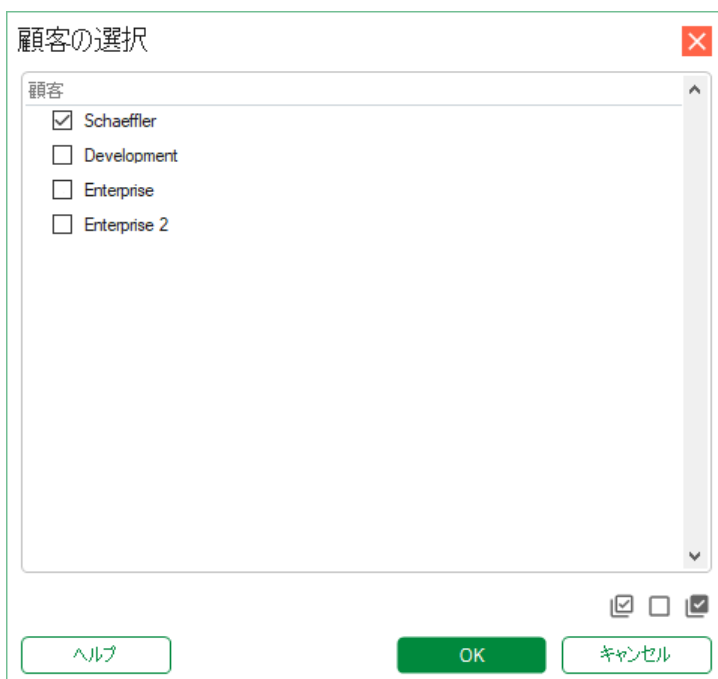 顧客の選択
顧客
Schaeffler
Development
Enterprise
Enterprise 2
ヘルプ
OK
キャンセル